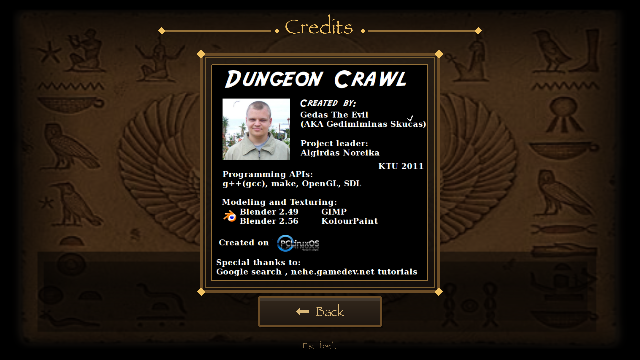 Credits
DUNGEON CRAWL
CREATED BY:
Gedas The Evil
(AKA Gedimiminas Skučas)
Project leader:
Algirdas Noreika
KTU 2011
Programming APIs:
g++(gcc), make, OpenGL, SDL
Modeling and Texturing:
Blender 2.49 GIMP
Blender 2.56 KolourPaint
Created on PCLinuxOS
Special thanks to:
Google search , nehe.gamedev.net tutorials
Back